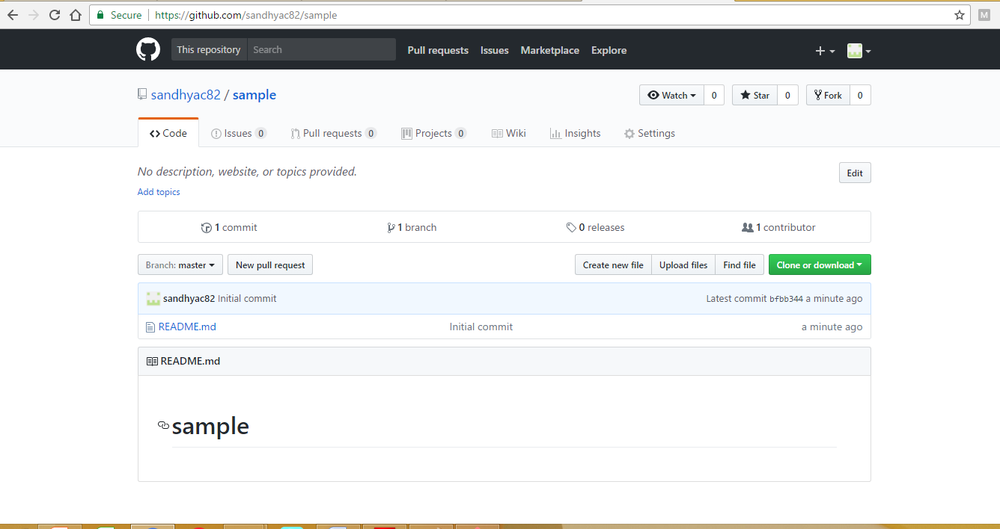 Secure https://github.com/sandhyac82/sample M
This repository Search Pull requests Issues Marketplace Explore
sandhyac82 / sample Watch 0 Star 0 Fork 0
Code Issues 0 Pull requests 0 Projects 0 Wiki Insights Settings
No description, website, or topics provided. Edit
Add topics
1 commit 1 branch 0 releases 1 contributor
Branch: master New pull request Create new file Upload files Find file Clone or download
sandhyac82 Initial commit Latest commit bfbb344 a minute ago
README.md Initial commit a minute ago
README.md
sample